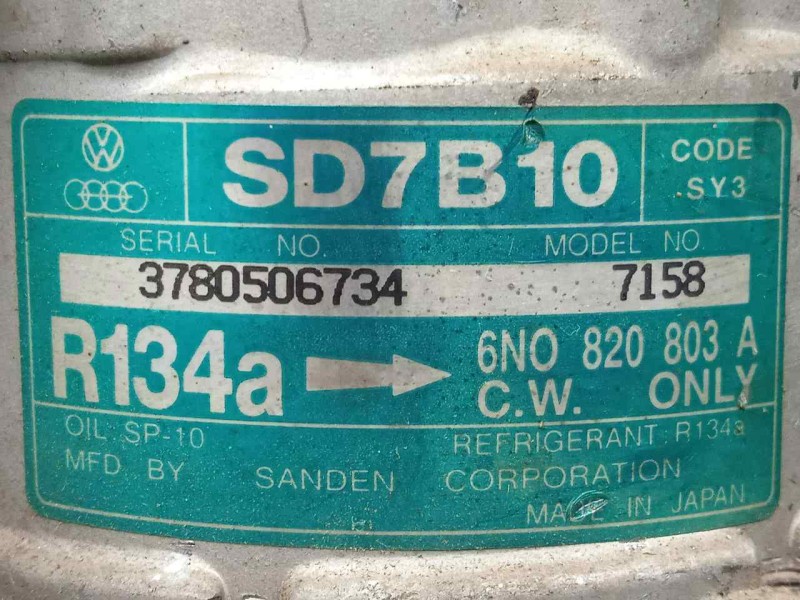 SD7B10
CODE
SY3
SERIAL NO. MODEL NO.
3780506734 7158
R134a
6N0 820 803 A
C.W. ONLY
OIL SP-10
REFRIGERANT R134a
MFD BY SANDEN CORPORATION
MADE IN JAPAN